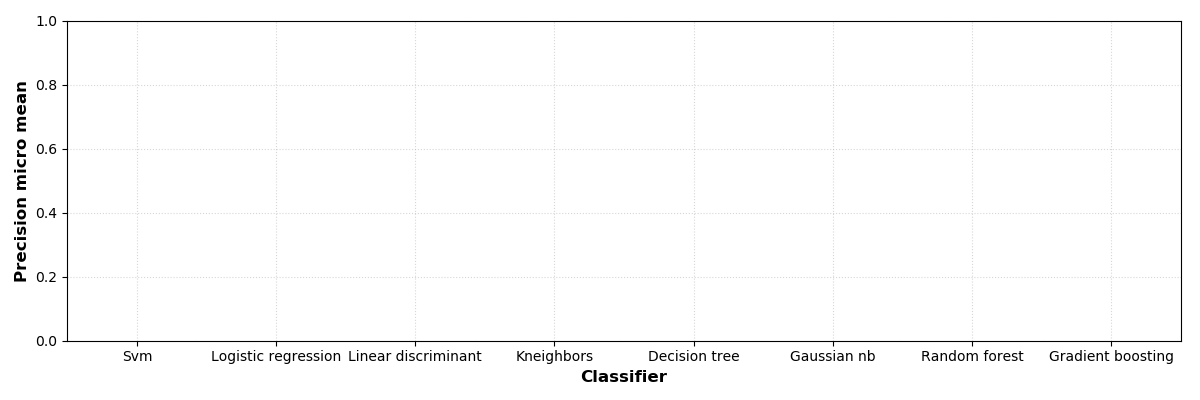 Precision micro mean
1.0
0.8
0.6
0.4
0.2
0.0
Svm Logistic regression Linear discriminant Kneighbors Decision tree Gaussian nb Random forest Gradient boosting
Classifier